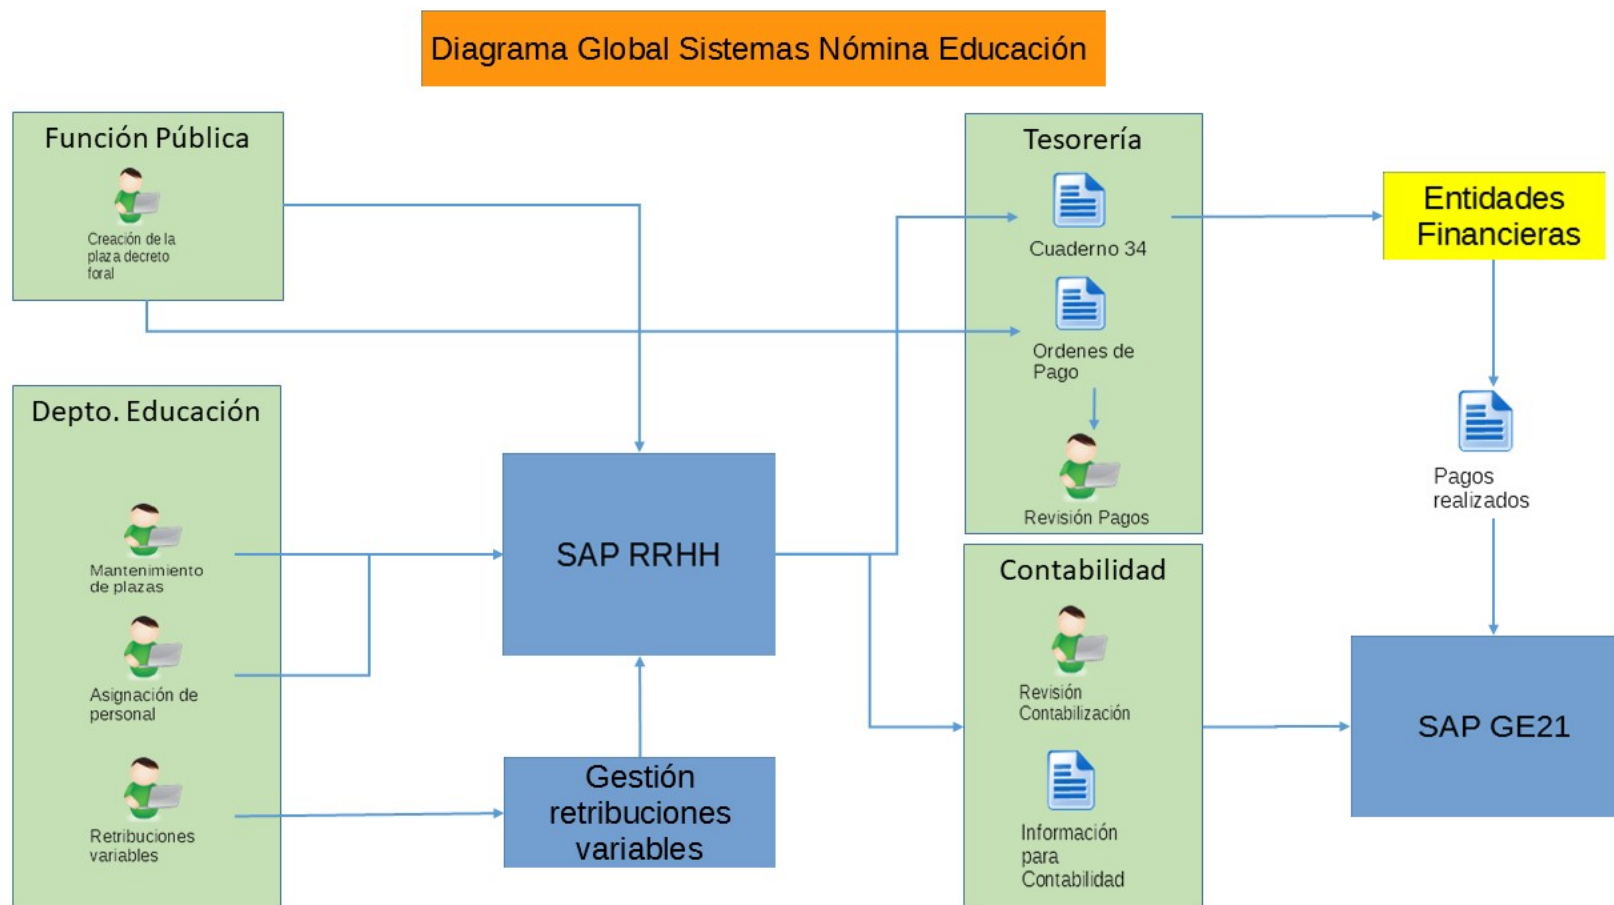 Diagrama Global Sistemas Nómina Educación
Función Pública
Creación de la
plaza decreto
foral
Depto. Educación
Mantenimiento
de plazas
Asignación de
personal
Retribuciones
variables
SAP RRHH
Gestión
retribuciones
variables
Tesorería
Cuaderno 34
Ordenes de
Pago
Revisión Pagos
Contabilidad
Revisión
Contabilización
Información
para
Contabilidad
Entidades
Financieras
Pagos
realizados
SAP GE21